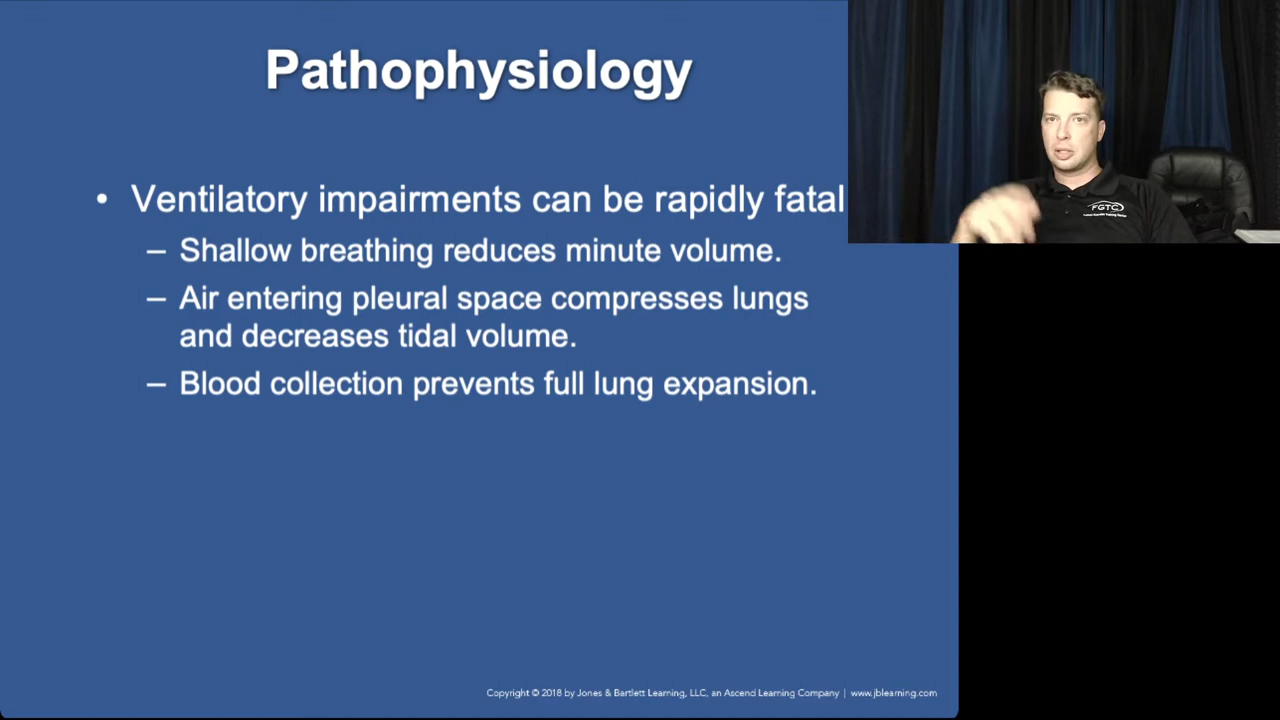 Pathophysiology
• Ventilatory impairments can be rapidly fatal
– Shallow breathing reduces minute volume.
– Air entering pleural space compresses lungs
and decreases tidal volume.
– Blood collection prevents full lung expansion.
FGTC
Copyright © 2018 by Jones & Bartlett Learning, LLC, an Ascend Learning Company | www.jblearning.com